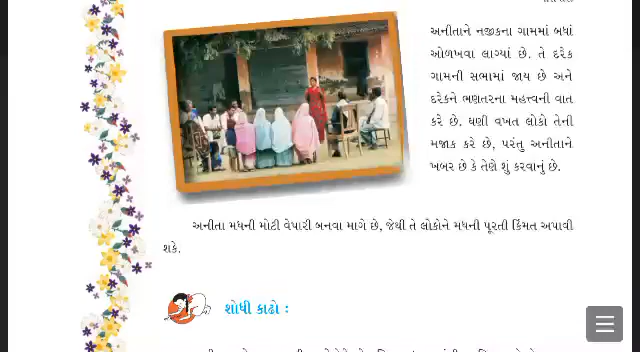 અનીતાને નજીકના ગામમાં બધાં
ઓળખવા લાગ્યાં છે. તે દરેક
ગામની સભામાં જાય છે અને
દરેકને ભણતરના મહત્ત્વની વાત
કરે છે. ઘણી વખત લોકો તેની
મજાક કરે છે, પરંતુ અનીતાને
ખબર છે કે તેણે શું કરવાનું છે.
અનીતા મધની મોટી વેપારી બનવા માગે છે, જેથી તે લોકોને મધની પૂરતી કિંમત અપાવી
શકે.
શોધી કાઢો :